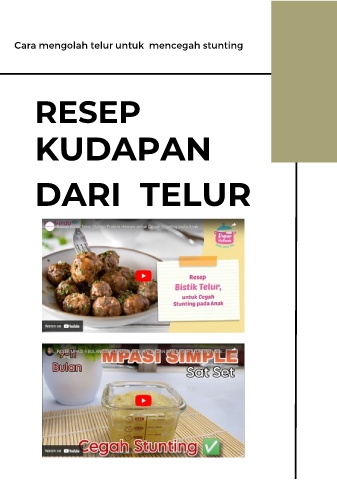 Cara mengolah telur untuk mencegah stunting
RESEP
KUDAPAN
DARI TELUR
Resep
Bistik Telur,
untuk Cegah
Stunting pada Anak
Watch on YouTube
MPASI SIMPLE
Sat Set
Bulan
Cegah Stunting
Watch on YouTube